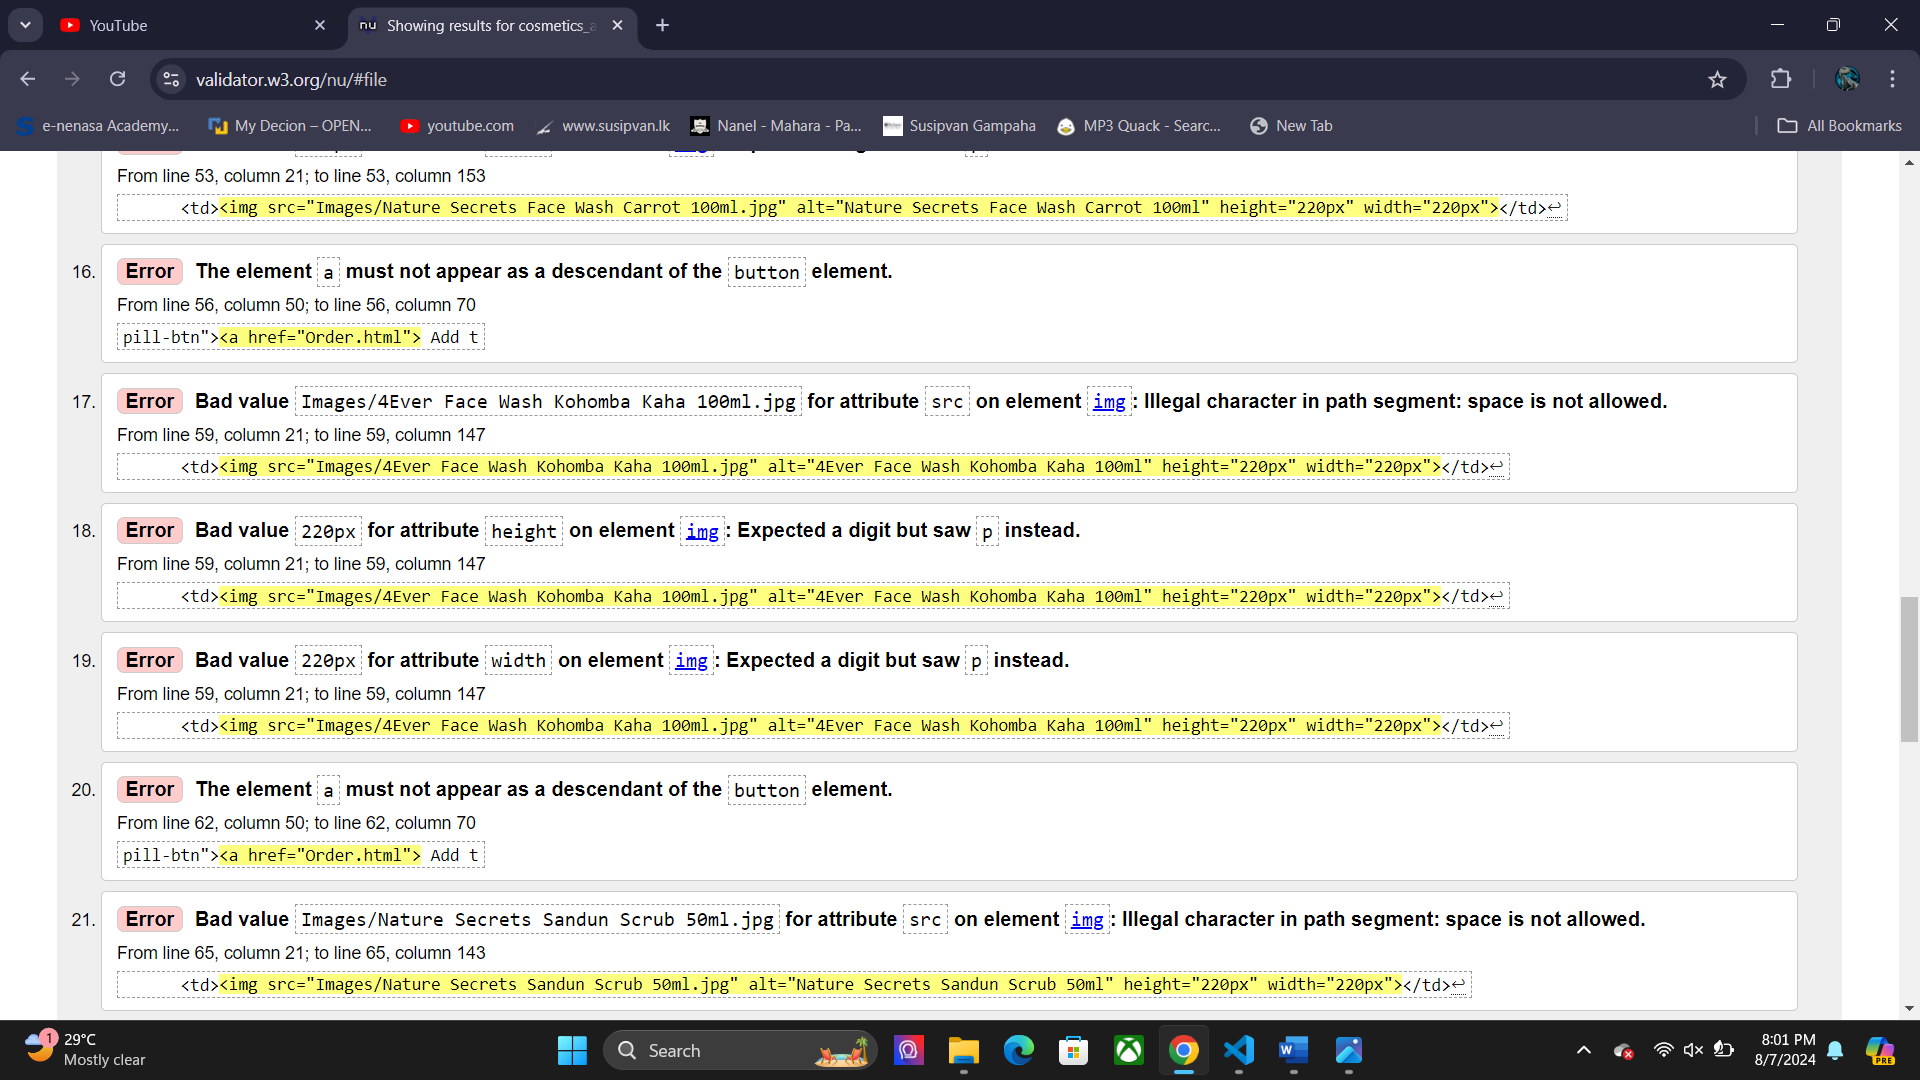 YouTube
Showing results for cosmetics_a
validator.w3.org/nu/#file
e-nenasa Academy...
My Decion – OPEN...
youtube.com
www.susipvan.lk
Nanel - Mahara - Pa...
Susipvan Gampaha
MP3 Quack - Searc...
New Tab
All Bookmarks
From line 53, column 21; to line 53, column 153
<td><img src="Images/Nature Secrets Face Wash Carrot 100ml.jpg" alt="Nature Secrets Face Wash Carrot 100ml" height="220px" width="220px"></td>↩
16. Error The element a must not appear as a descendant of the button element.
From line 56, column 50; to line 56, column 70
pill-btn"><a href="Order.html"> Add t
17. Error Bad value Images/4Ever Face Wash Kohomba Kaha 100ml.jpg for attribute src on element img: Illegal character in path segment: space is not allowed.
From line 59, column 21; to line 59, column 147
<td><img src="Images/4Ever Face Wash Kohomba Kaha 100ml.jpg" alt="4Ever Face Wash Kohomba Kaha 100ml" height="220px" width="220px"></td>↩
18. Error Bad value 220px for attribute height on element img: Expected a digit but saw p instead.
From line 59, column 21; to line 59, column 147
<td><img src="Images/4Ever Face Wash Kohomba Kaha 100ml.jpg" alt="4Ever Face Wash Kohomba Kaha 100ml" height="220px" width="220px"></td>↩
19. Error Bad value 220px for attribute width on element img: Expected a digit but saw p instead.
From line 59, column 21; to line 59, column 147
<td><img src="Images/4Ever Face Wash Kohomba Kaha 100ml.jpg" alt="4Ever Face Wash Kohomba Kaha 100ml" height="220px" width="220px"></td>↩
20. Error The element a must not appear as a descendant of the button element.
From line 62, column 50; to line 62, column 70
pill-btn"><a href="Order.html"> Add t
21. Error Bad value Images/Nature Secrets Sandun Scrub 50ml.jpg for attribute src on element img: Illegal character in path segment: space is not allowed.
From line 65, column 21; to line 65, column 143
<td><img src="Images/Nature Secrets Sandun Scrub 50ml.jpg" alt="Nature Secrets Sandun Scrub 50ml" height="220px" width="220px"></td>↩
1
29°C
Mostly clear
Search
8:01 PM
8/7/2024
PRE